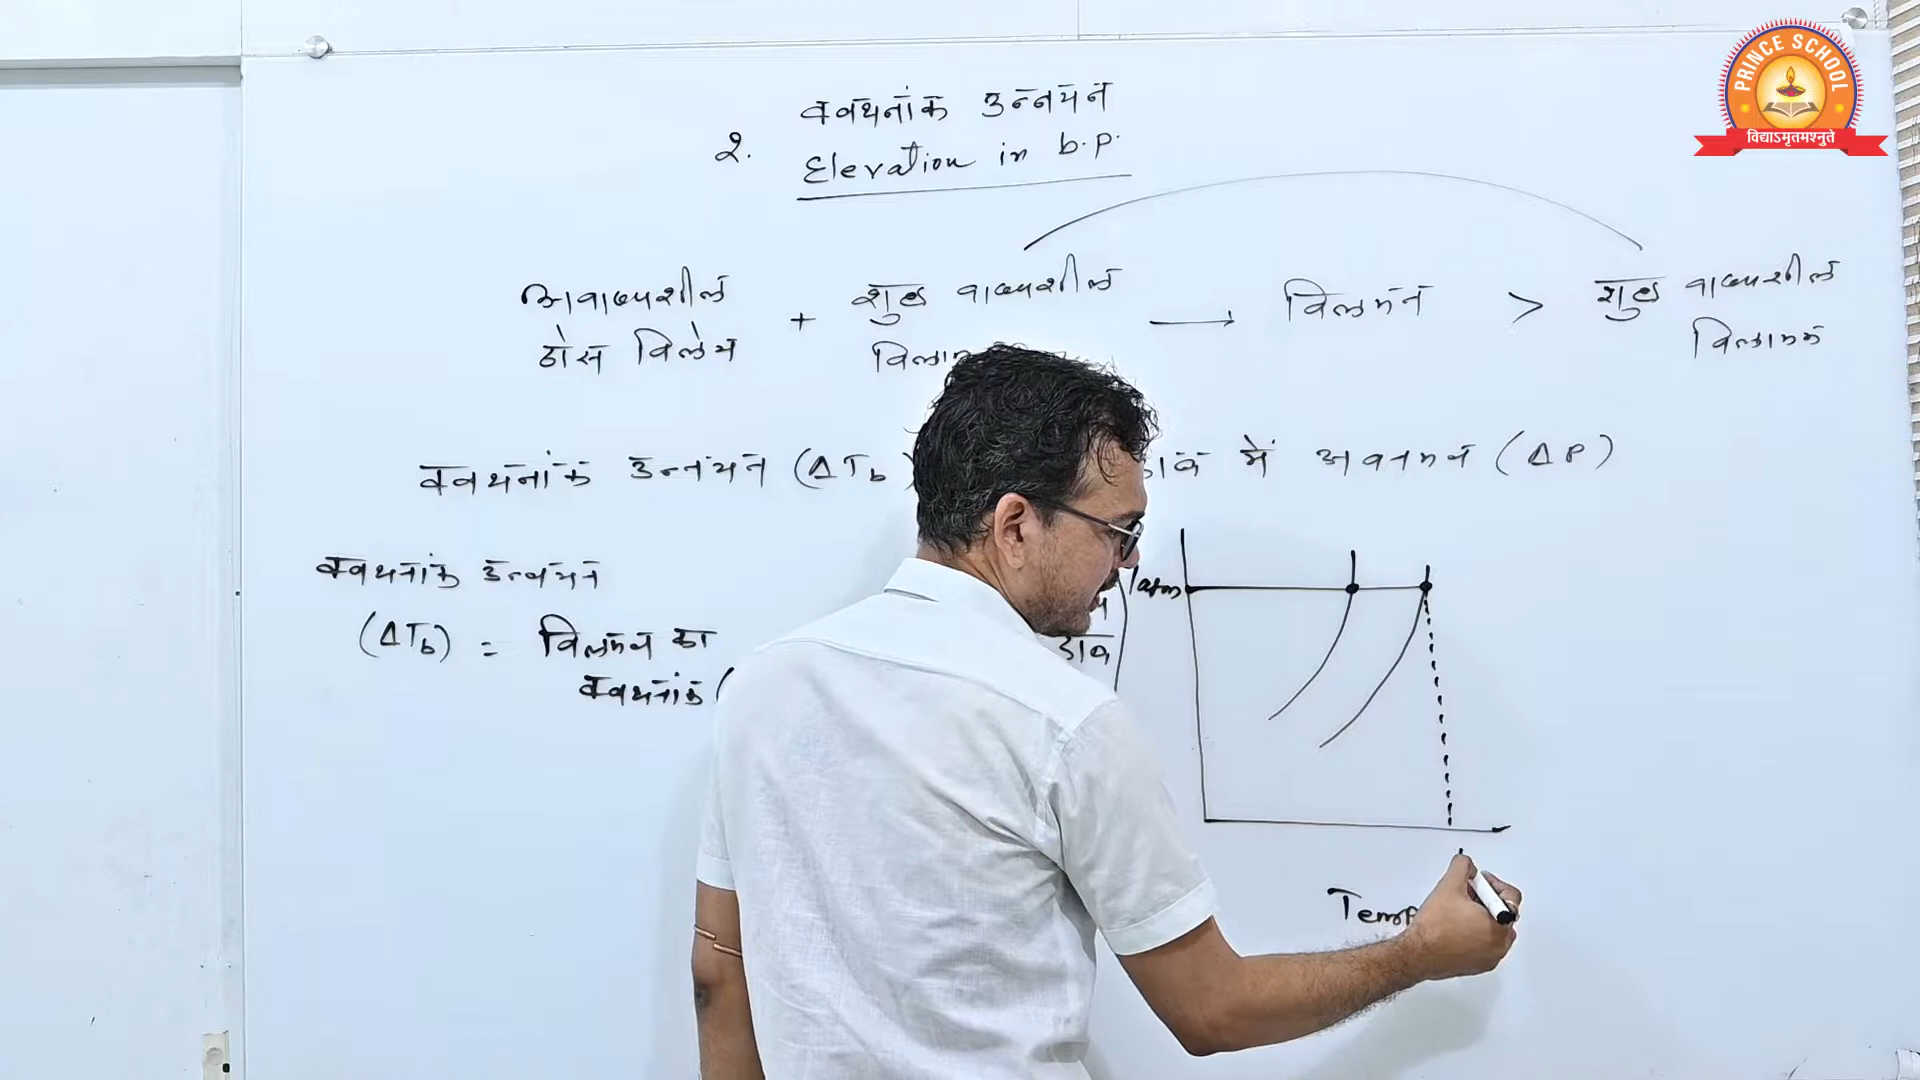 PRINCE SCHOOL
विद्याऽमृतमश्नुते
क्वथनांक उन्नयन
2. Elevation in b.p.
अवाष्पशील + शुद्ध वाष्पशील → विलयन > शुद्ध वाष्पशील
ठोस विलेय
विलायक
क्वथनांक उन्नयन (ΔTb) में अवनमन (ΔP)
क्वथनांक उन्नयन
(ΔTb) = विलयन का
क्वथनांक (
1atm
दाब
Temp